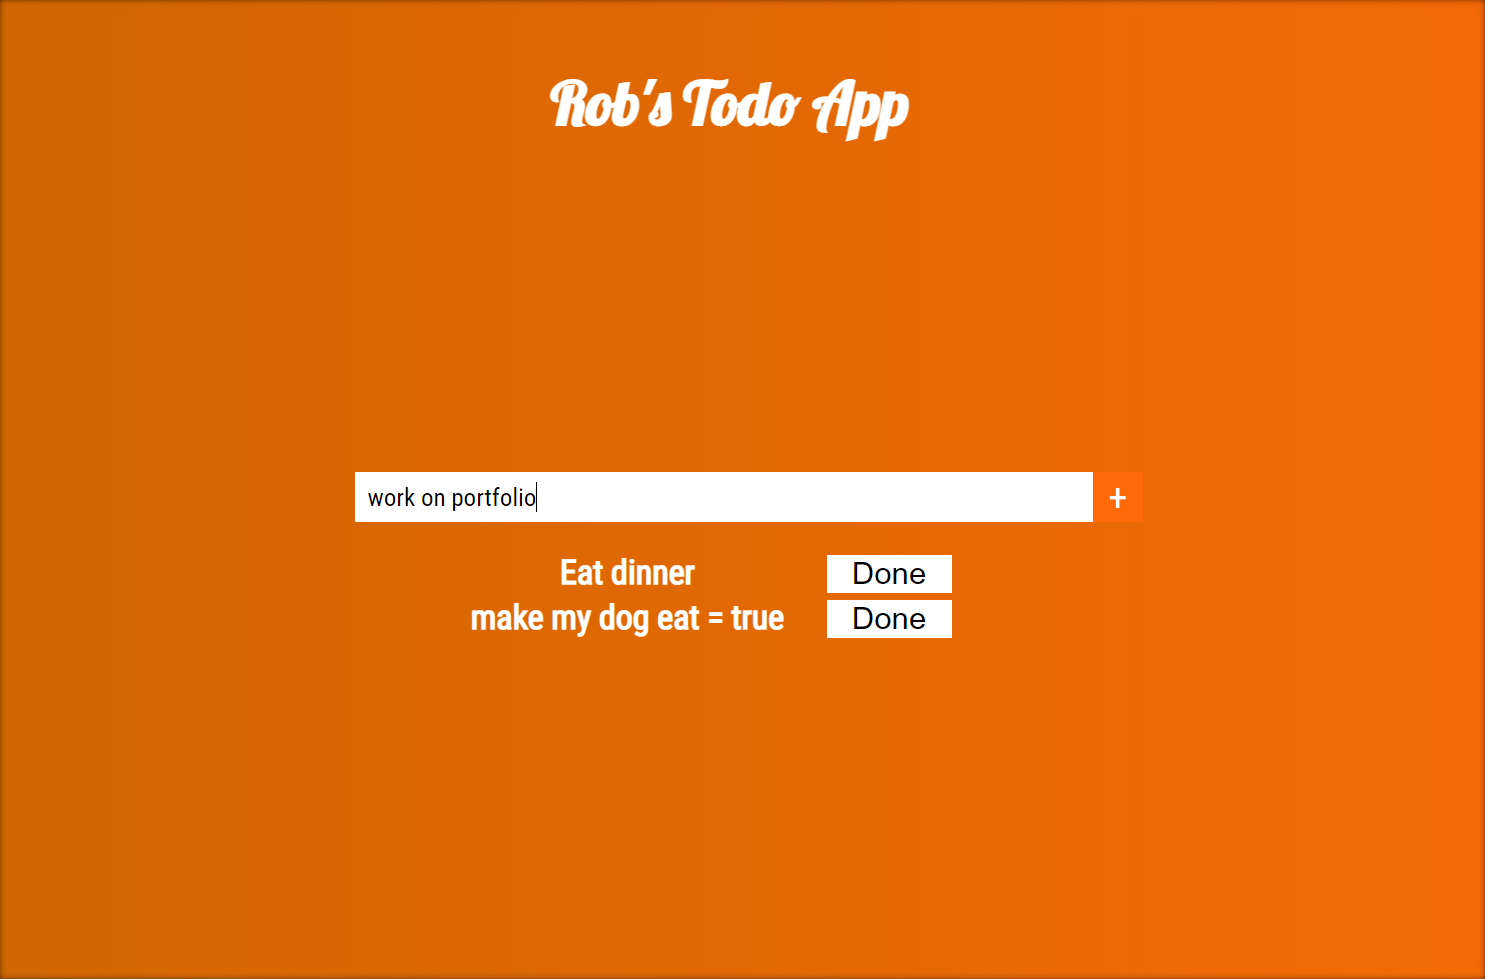 Rob's Todo App
work on portfolio +
Eat dinner Done
make my dog eat = true Done